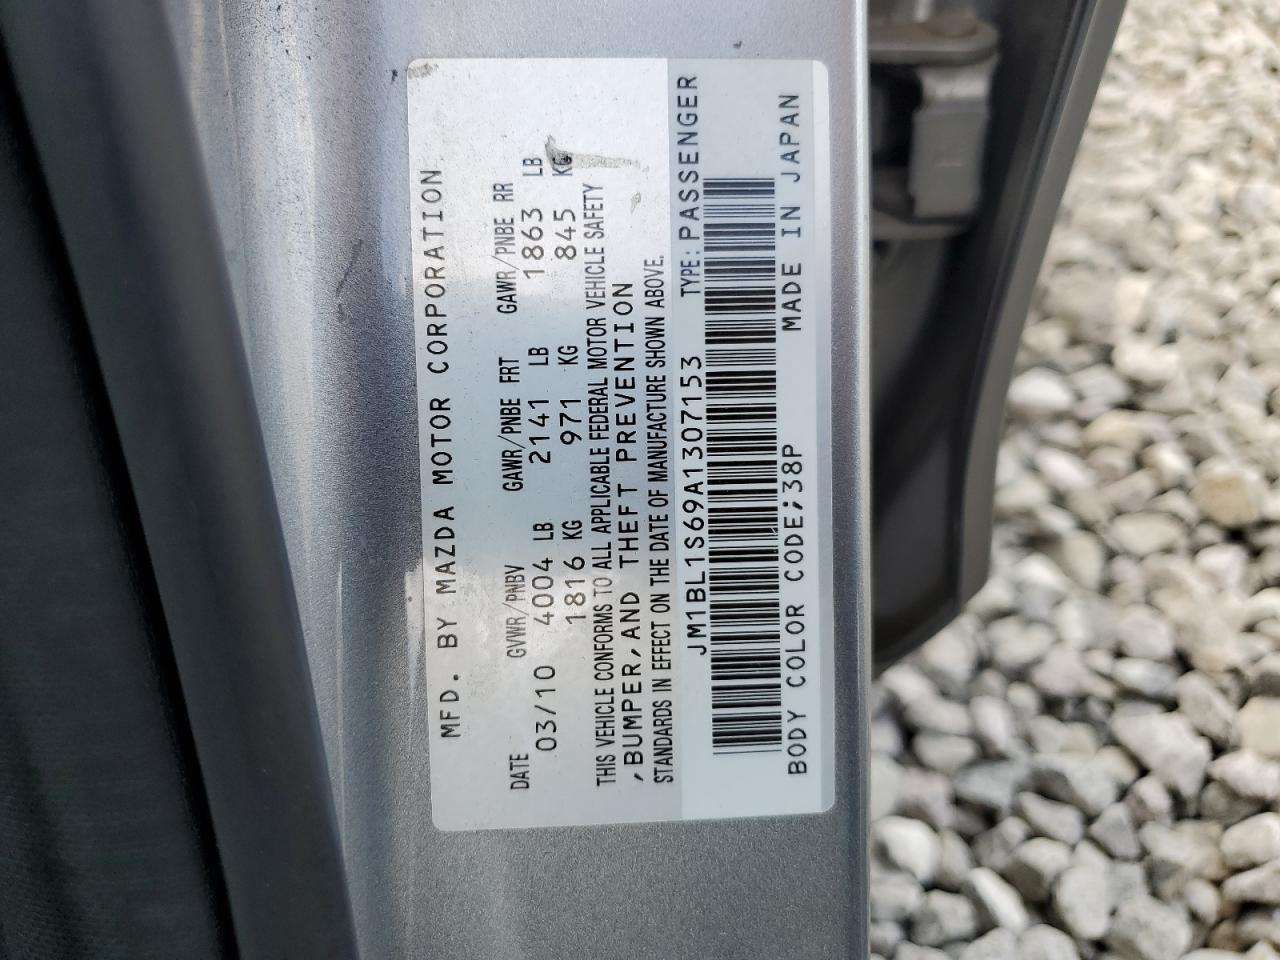 MFD. BY MAZDA MOTOR CORPORATION
DATE GVWR/PNBV GAWR/PNBE FRT GAWR/PNBE RR
03/10 4004 LB 2141 LB 1863 LB
1816 KG 971 KG 845 KG
THIS VEHICLE CONFORMS TO ALL APPLICABLE FEDERAL MOTOR VEHICLE SAFETY
,BUMPER,AND THEFT PREVENTION
STANDARDS IN EFFECT ON THE DATE OF MANUFACTURE SHOWN ABOVE.
JM1BL1S69A1307153 TYPE:PASSENGER
BODY COLOR CODE;38P MADE IN JAPAN